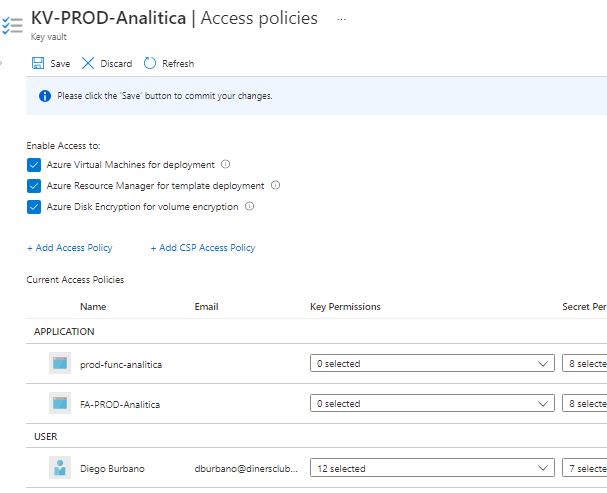 KV-PROD-Analitica | Access policies ...
Key vault
Save Discard Refresh
Please click the 'Save' button to commit your changes.
Enable Access to:
Azure Virtual Machines for deployment
Azure Resource Manager for template deployment
Azure Disk Encryption for volume encryption
+ Add Access Policy + Add CSP Access Policy
Current Access Policies
Name Email Key Permissions Secret Per
APPLICATION
prod-func-analitica 0 selected 8 selecte
FA-PROD-Analitica 0 selected 8 selecte
USER
Diego Burbano dburbano@dinersclub... 12 selected 7 selecte